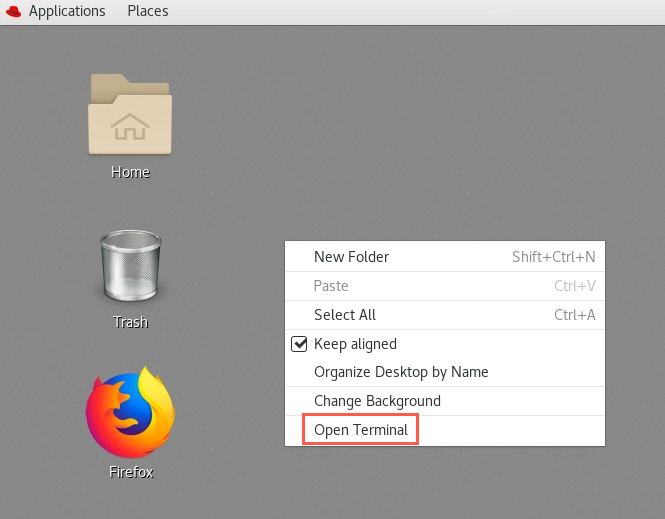 Applications Places
Home
Trash
Firefox
New Folder Shift+Ctrl+N
Paste Ctrl+V
Select All Ctrl+A
Keep aligned
Organize Desktop by Name
Change Background
Open Terminal